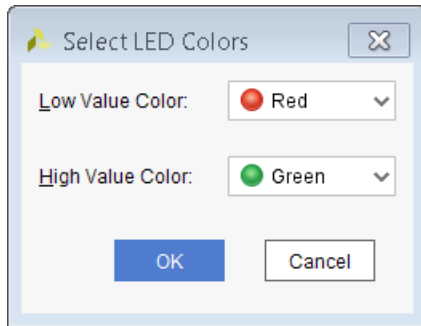 Select LED Colors
Low Value Color: Red
High Value Color: Green
OK Cancel